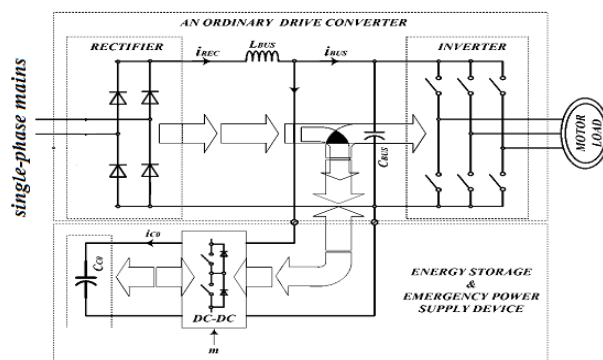 AN ORDINARY DRIVE CONVERTER
RECTIFIER
iREC
LBUS
iBUS
INVERTER
single-phase mains
CBUS
MOTOR
LOAD
iC0
CC0
DC-DC
m
ENERGY STORAGE
&
EMERGENCY POWER
SUPPLY DEVICE